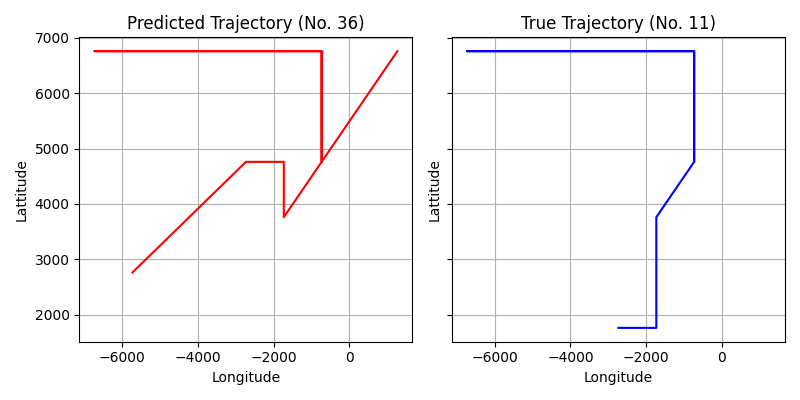 Predicted Trajectory (No. 36)
True Trajectory (No. 11)
7000
6000
5000
4000
3000
2000
Lattitude
Lattitude
−6000
−4000
−2000
0
−6000
−4000
−2000
0
Longitude
Longitude